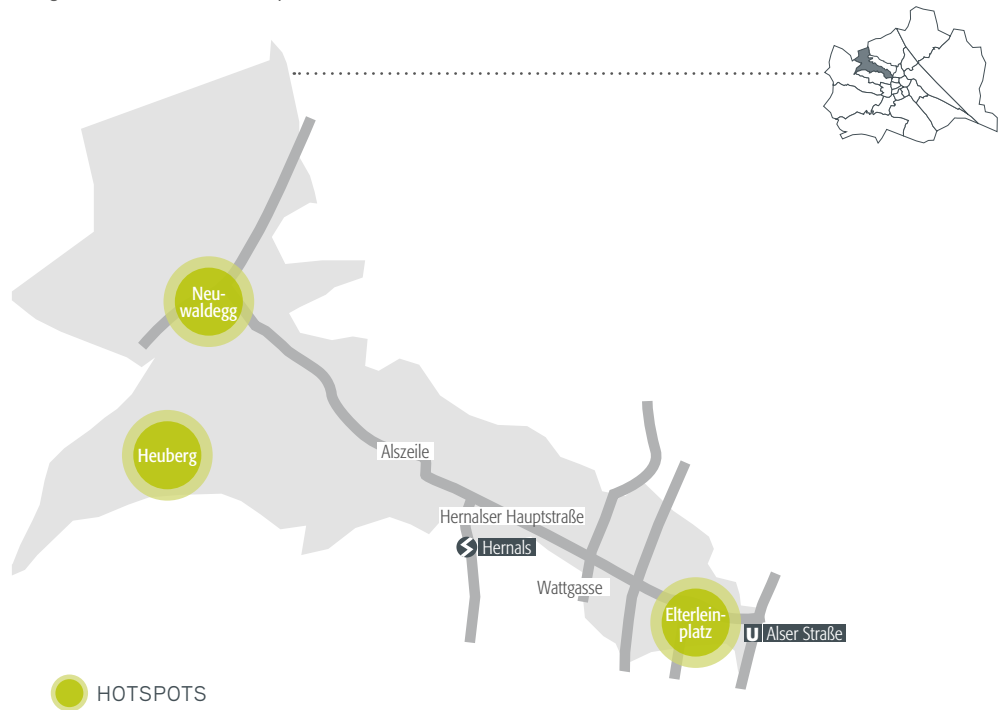 Neu-
waldegg
Heuberg
Alszeile
Hernalser Hauptstraße
Hernals
Wattgasse
Elterlein-
platz
U Alser Straße
HOTSPOTS